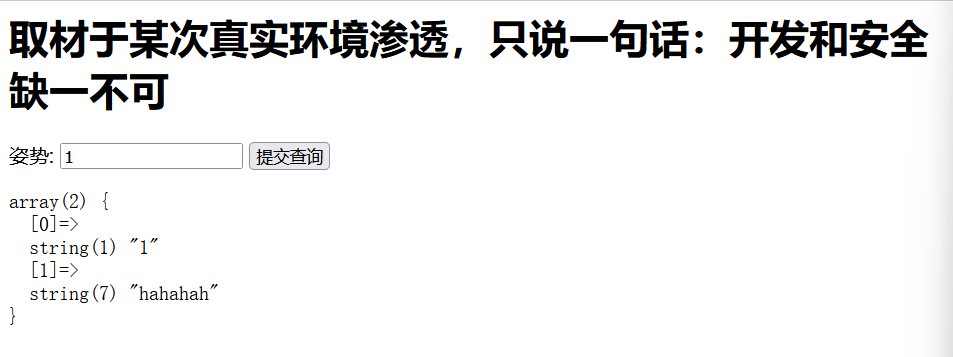 取材于某次真实环境渗透，只说一句话：开发和安全
缺一不可
姿势: 1 提交查询
array(2) {
  [0]=>
  string(1) "1"
  [1]=>
  string(7) "hahahah"
}